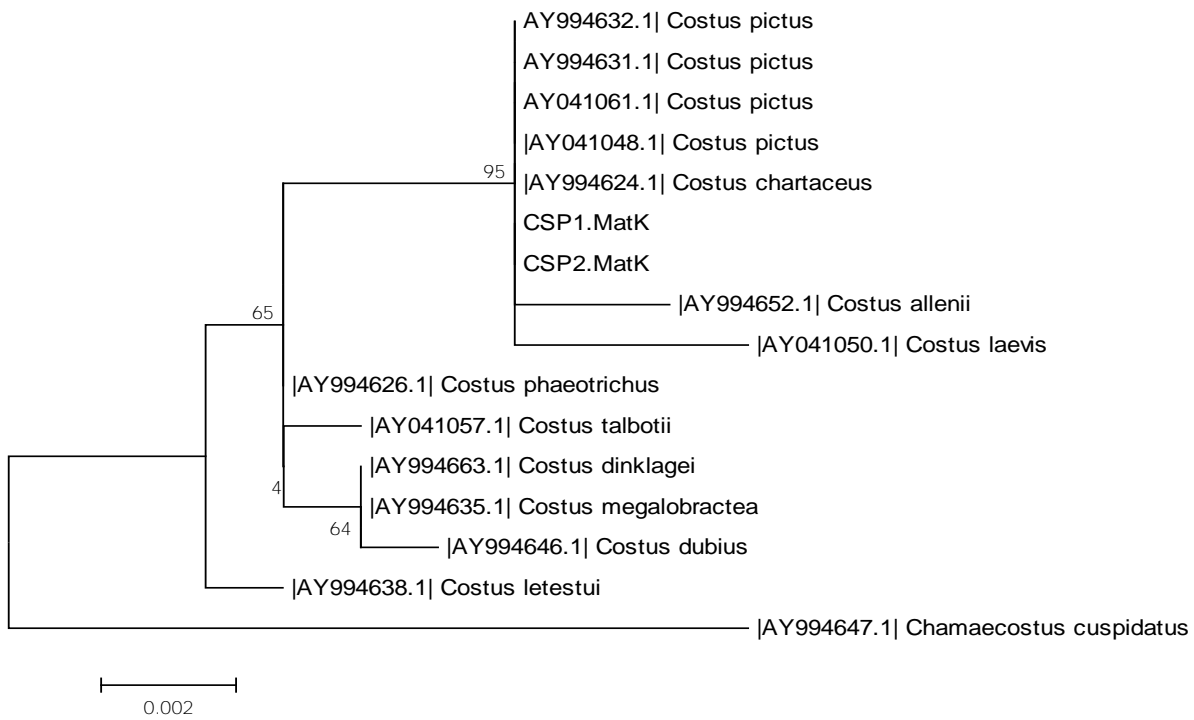 AY994632.1| Costus pictus
AY994631.1| Costus pictus
AY041061.1| Costus pictus
|AY041048.1| Costus pictus
95
|AY994624.1| Costus chartaceus
CSP1.MatK
CSP2.MatK
|AY994652.1| Costus allenii
65
|AY041050.1| Costus laevis
|AY994626.1| Costus phaeotrichus
|AY041057.1| Costus talbotii
|AY994663.1| Costus dinklagei
4
|AY994635.1| Costus megalobractea
64
|AY994646.1| Costus dubius
|AY994638.1| Costus letestui
|AY994647.1| Chamaecostus cuspidatus
0.002